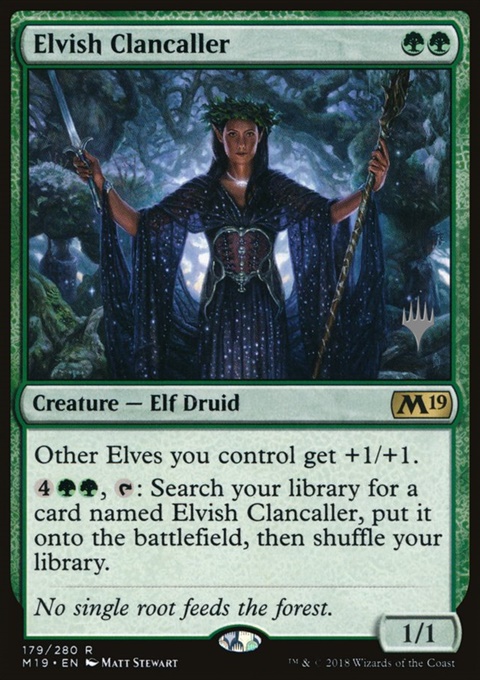 Elvish Clancaller
Creature — Elf Druid
M19
Other Elves you control get +1/+1.
4, : Search your library for a
card named Elvish Clancaller, put it
onto the battlefield, then shuffle your
library.
No single root feeds the forest.
1/1
179/280 R
M19 • EN Matt Stewart
™ & © 2018 Wizards of the Coast